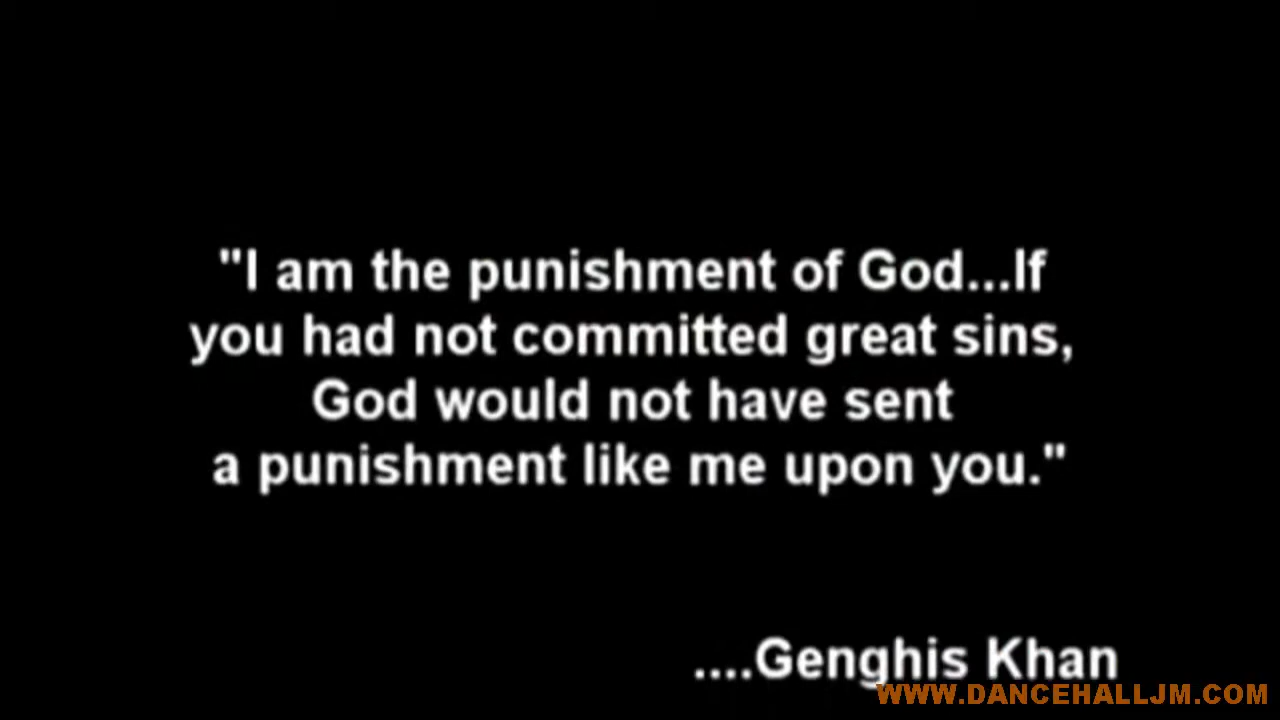 "I am the punishment of God...If
you had not committed great sins,
God would not have sent
a punishment like me upon you."
....Genghis Khan
WWW.DANCEHALLJM.COM